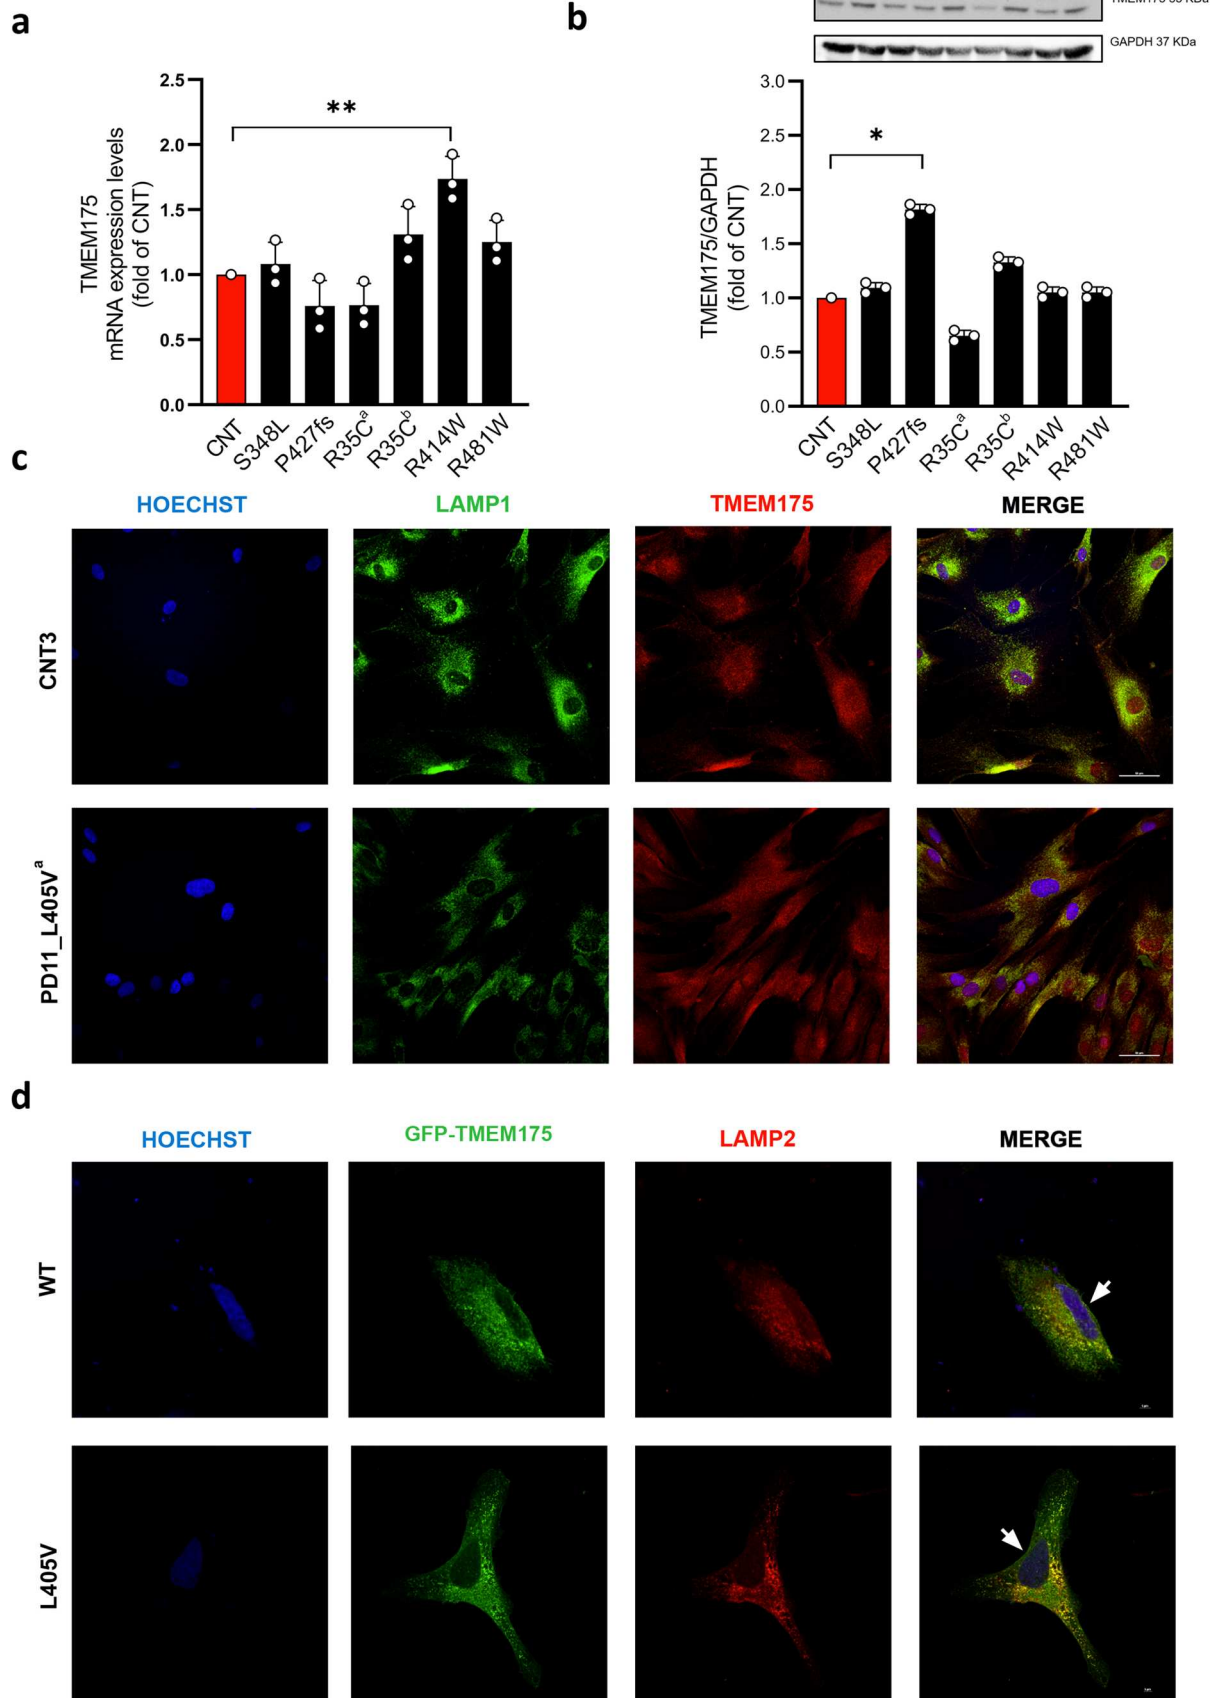 a
b
TMEM175 55 KDa
GAPDH 37 KDa
TMEM175
mRNA expression levels
(fold of CNT)
2.5
2.0
1.5
1.0
0.5
0.0
**
CNT
S348L
P427fs
R35Cᵃ
R35Cᵇ
R414W
R481W
TMEM175/GAPDH
(fold of CNT)
3.0
2.5
2.0
1.5
1.0
0.5
0.0
*
CNT
S348L
P427fs
R35Cᵃ
R35Cᵇ
R414W
R481W
c
HOECHST
LAMP1
TMEM175
MERGE
CNT3
PD11_L405Vᵃ
d
HOECHST
GFP-TMEM175
LAMP2
MERGE
WT
L405V